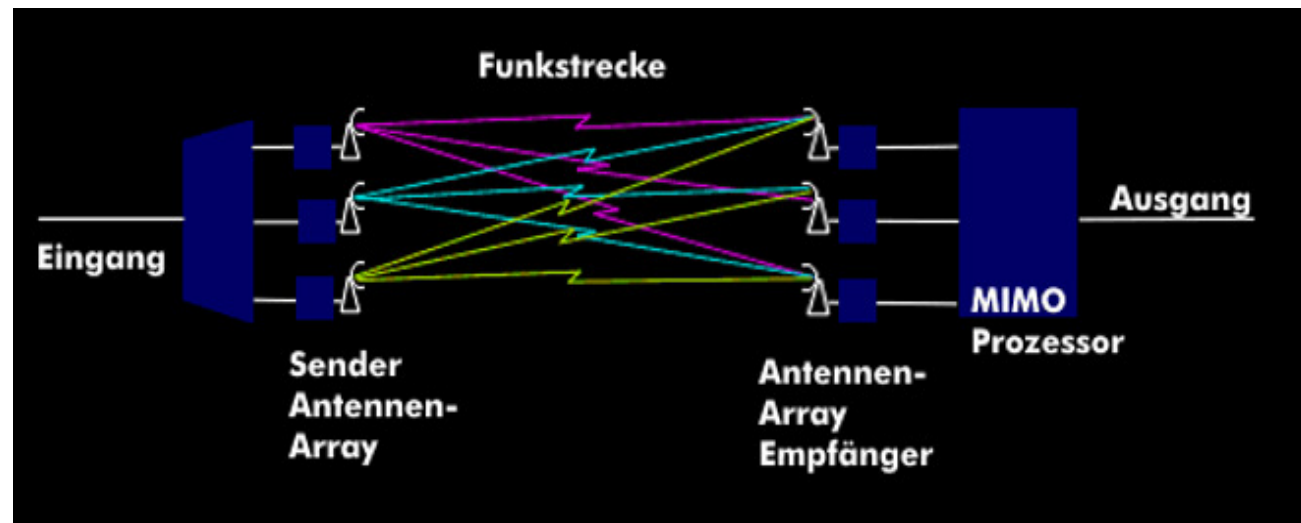 Funkstrecke
Eingang
Ausgang
MIMO
Prozessor
Sender
Antennen-
Array
Antennen-
Array
Empfänger